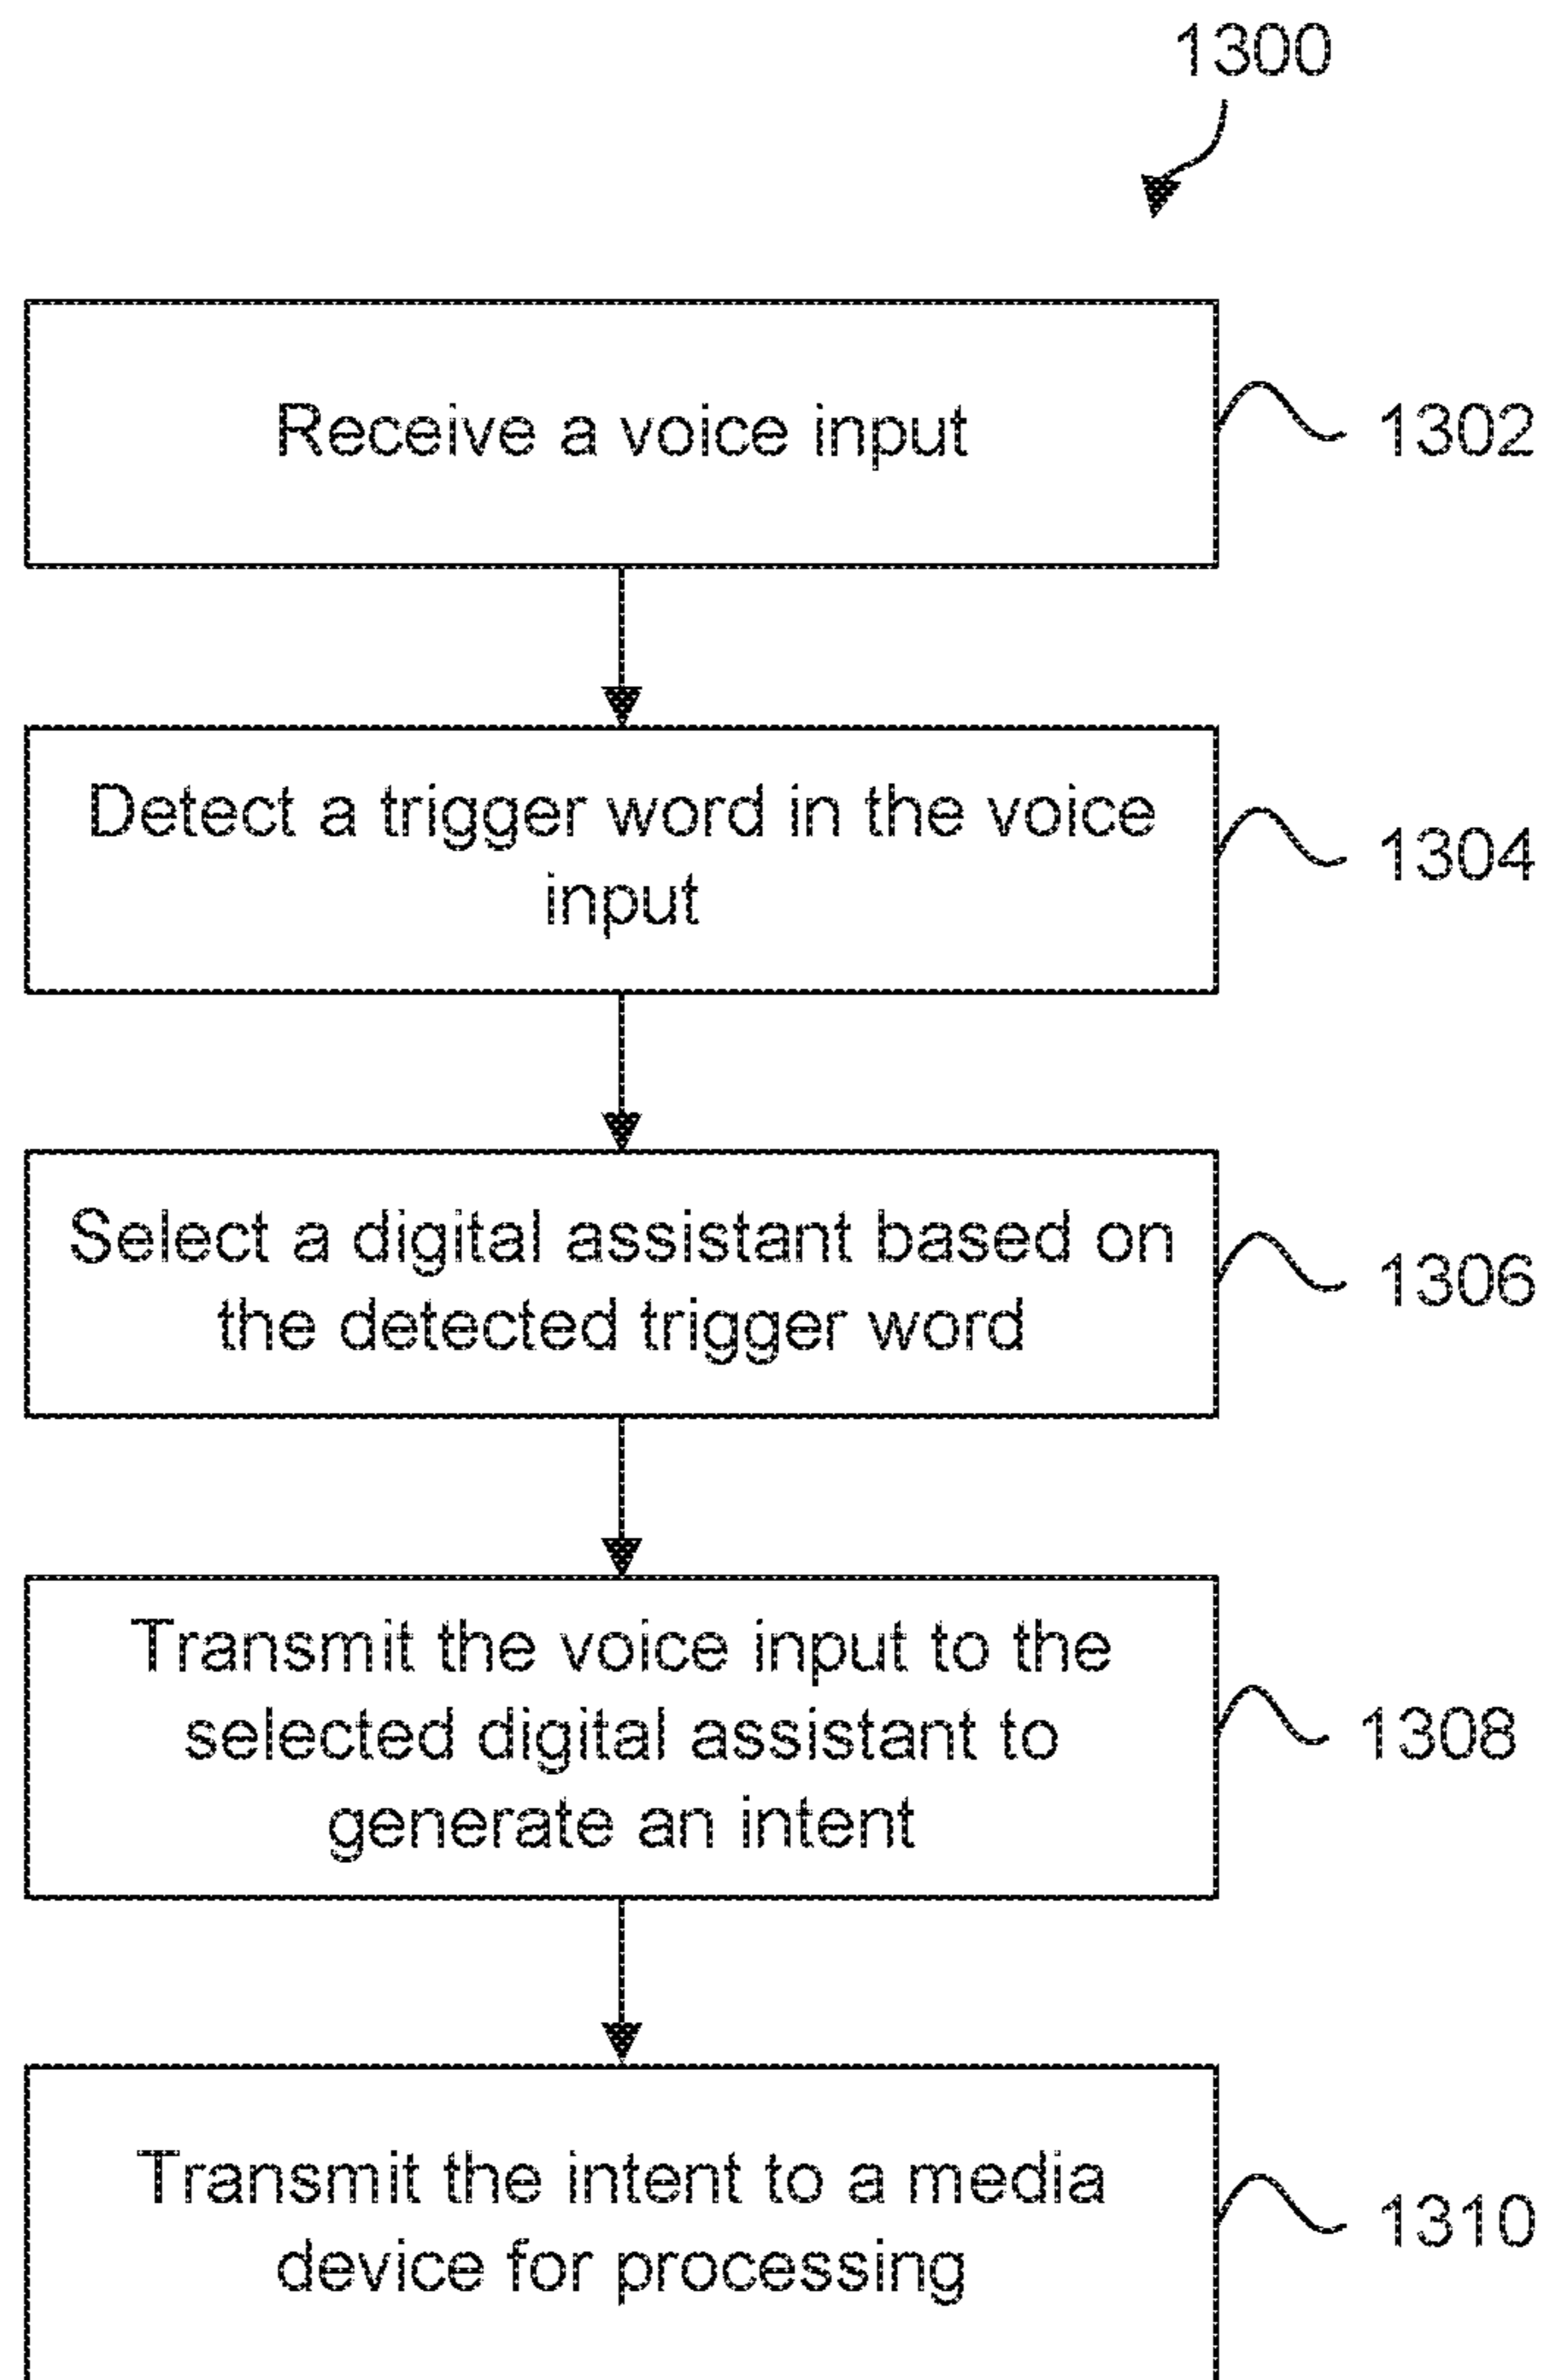 1300
Receive a voice input
1302
Detect a trigger word in the voice
input
1304
Select a digital assistant based on
the detected trigger word
1306
Transmit the voice input to the
selected digital assistant to
generate an intent
1308
Transmit the intent to a media
device for processing
1310